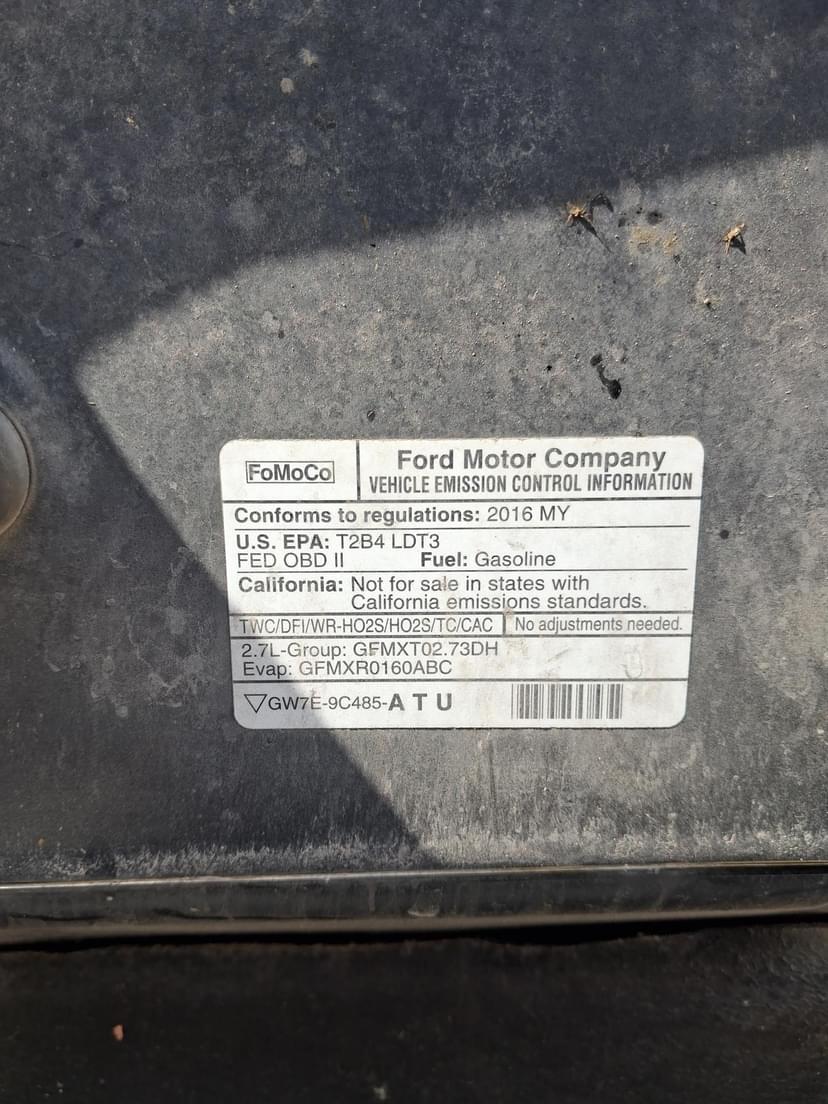 FoMoCo
Ford Motor Company
VEHICLE EMISSION CONTROL INFORMATION
Conforms to regulations: 2016 MY
U.S. EPA: T2B4 LDT3
FED OBD II Fuel: Gasoline
California: Not for sale in states with
California emissions standards.
TWC/DFI/WR-HO2S/HO2S/TC/CAC No adjustments needed.
2.7L-Group: GFMXT02.73DH
Evap: GFMXR0160ABC
GW7E-9C485-A T U